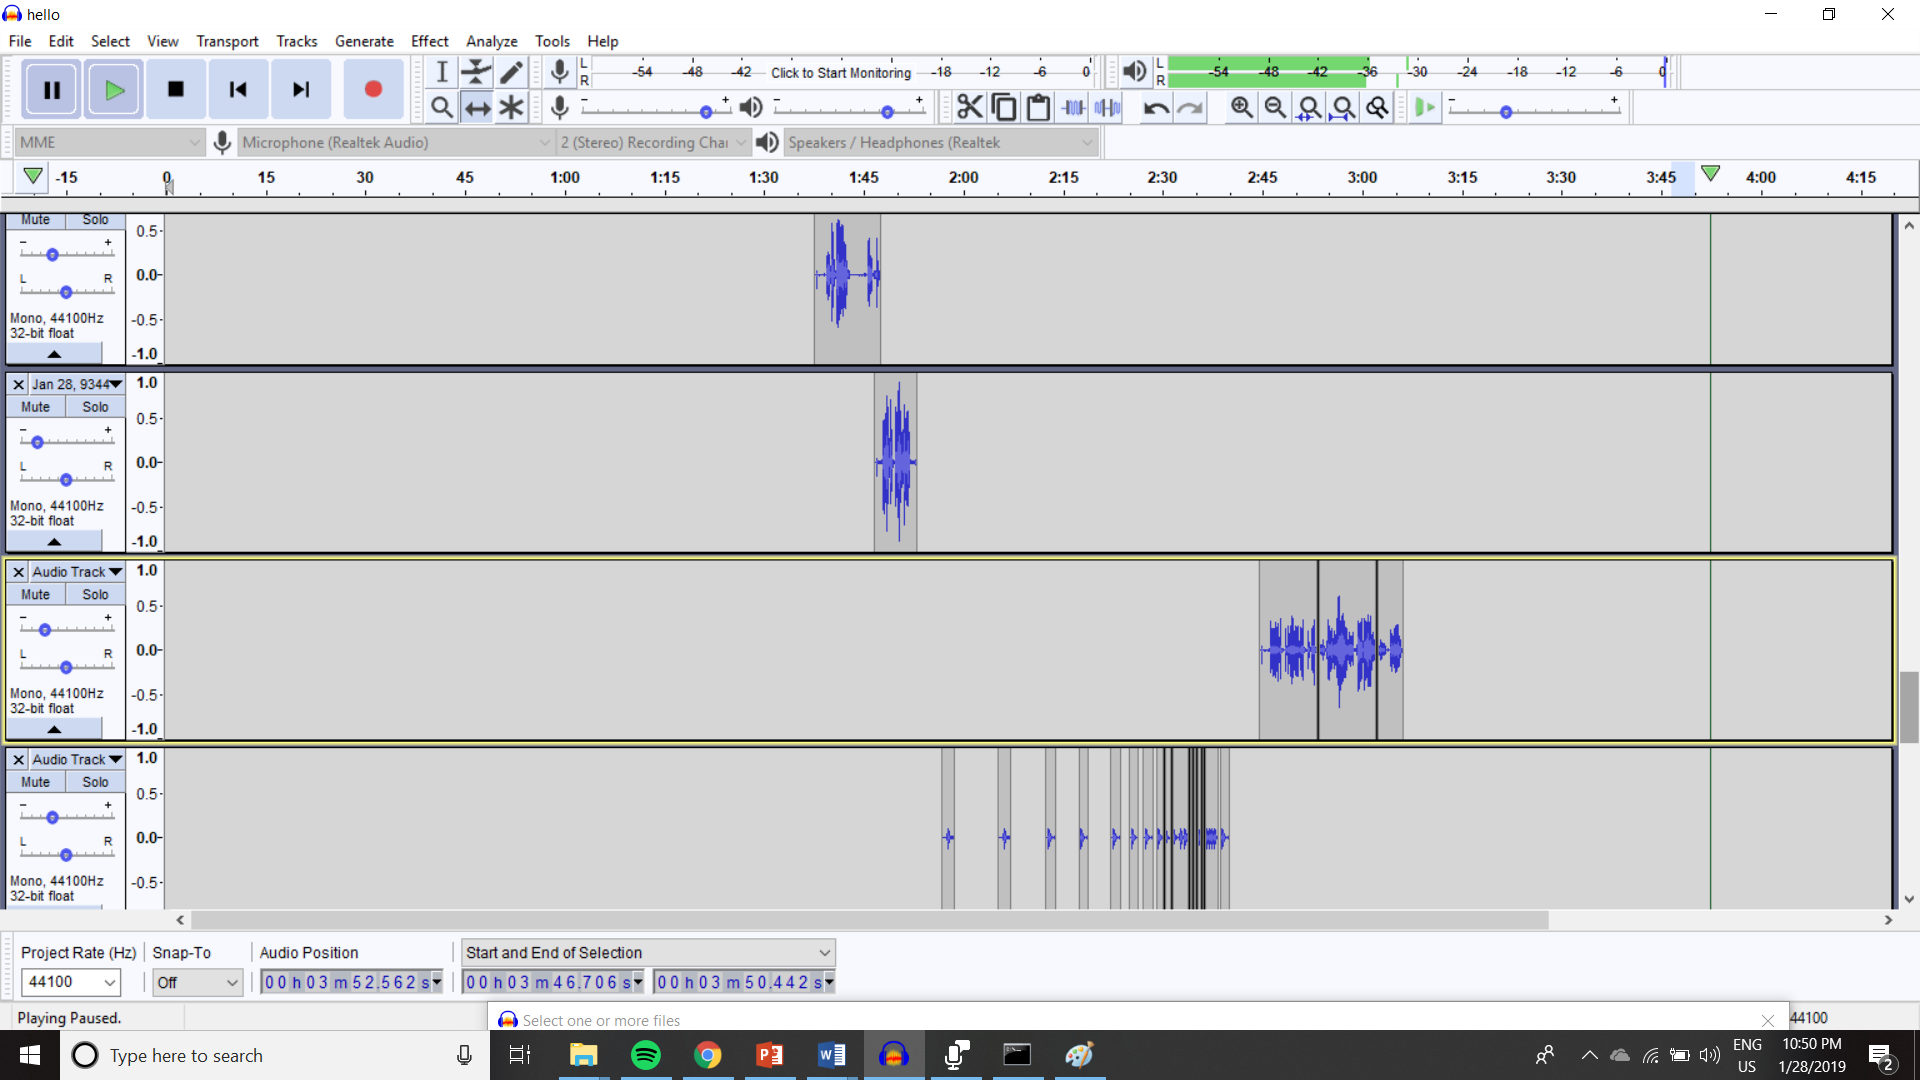 hello
File Edit Select View Transport Tracks Generate Effect Analyze Tools Help
L R -54 -48 -42 Click to Start Monitoring -18 -12 -6 0
L R -54 -48 -42 -36 -30 -24 -18 -12 -6 0
- + - + - +
MME Microphone (Realtek Audio) 2 (Stereo) Recording Chai Speakers / Headphones (Realtek
-15 0 15 30 45 1:00 1:15 1:30 1:45 2:00 2:15 2:30 2:45 3:00 3:15 3:30 3:45 4:00 4:15
Mute Solo 0.5
- +
L R 0.0
Mono, 44100Hz -0.5
32-bit float
-1.0
Jan 28, 9344 1.0
Mute Solo 0.5
- +
L R 0.0
Mono, 44100Hz -0.5
32-bit float
-1.0
Audio Track 1.0
Mute Solo 0.5
- +
L R 0.0
Mono, 44100Hz -0.5
32-bit float
-1.0
Audio Track 1.0
Mute Solo 0.5
- +
L R 0.0
Mono, 44100Hz -0.5
32-bit float
Project Rate (Hz) Snap-To Audio Position Start and End of Selection
44100 Off 00 h 03 m 52.562 s 00 h 03 m 46.706 s 00 h 03 m 50.442 s
Playing Paused. Select one or more files 44100
Type here to search ENG US 10:50 PM 1/28/2019 2